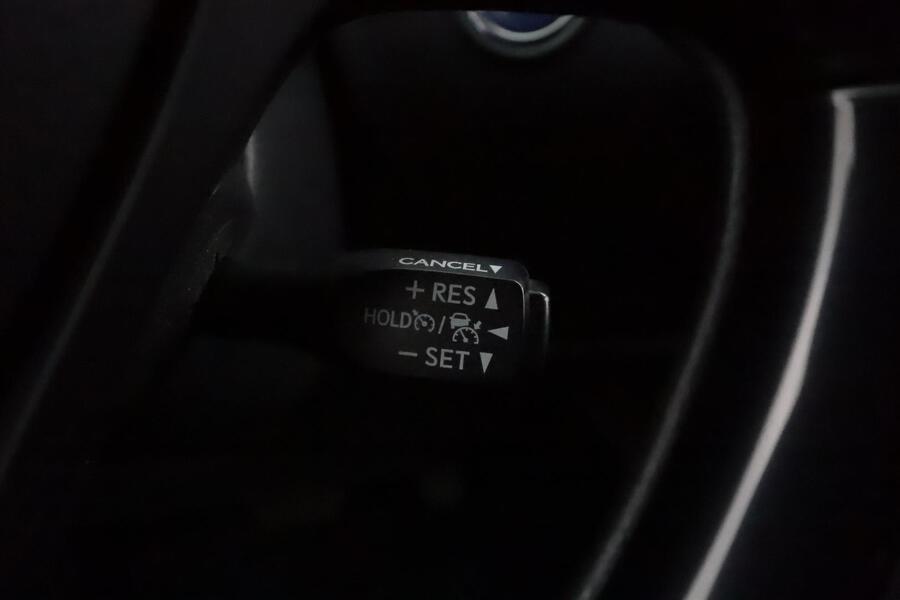 CANCEL▼
+ RES ▲
HOLD / ◀
− SET ▼